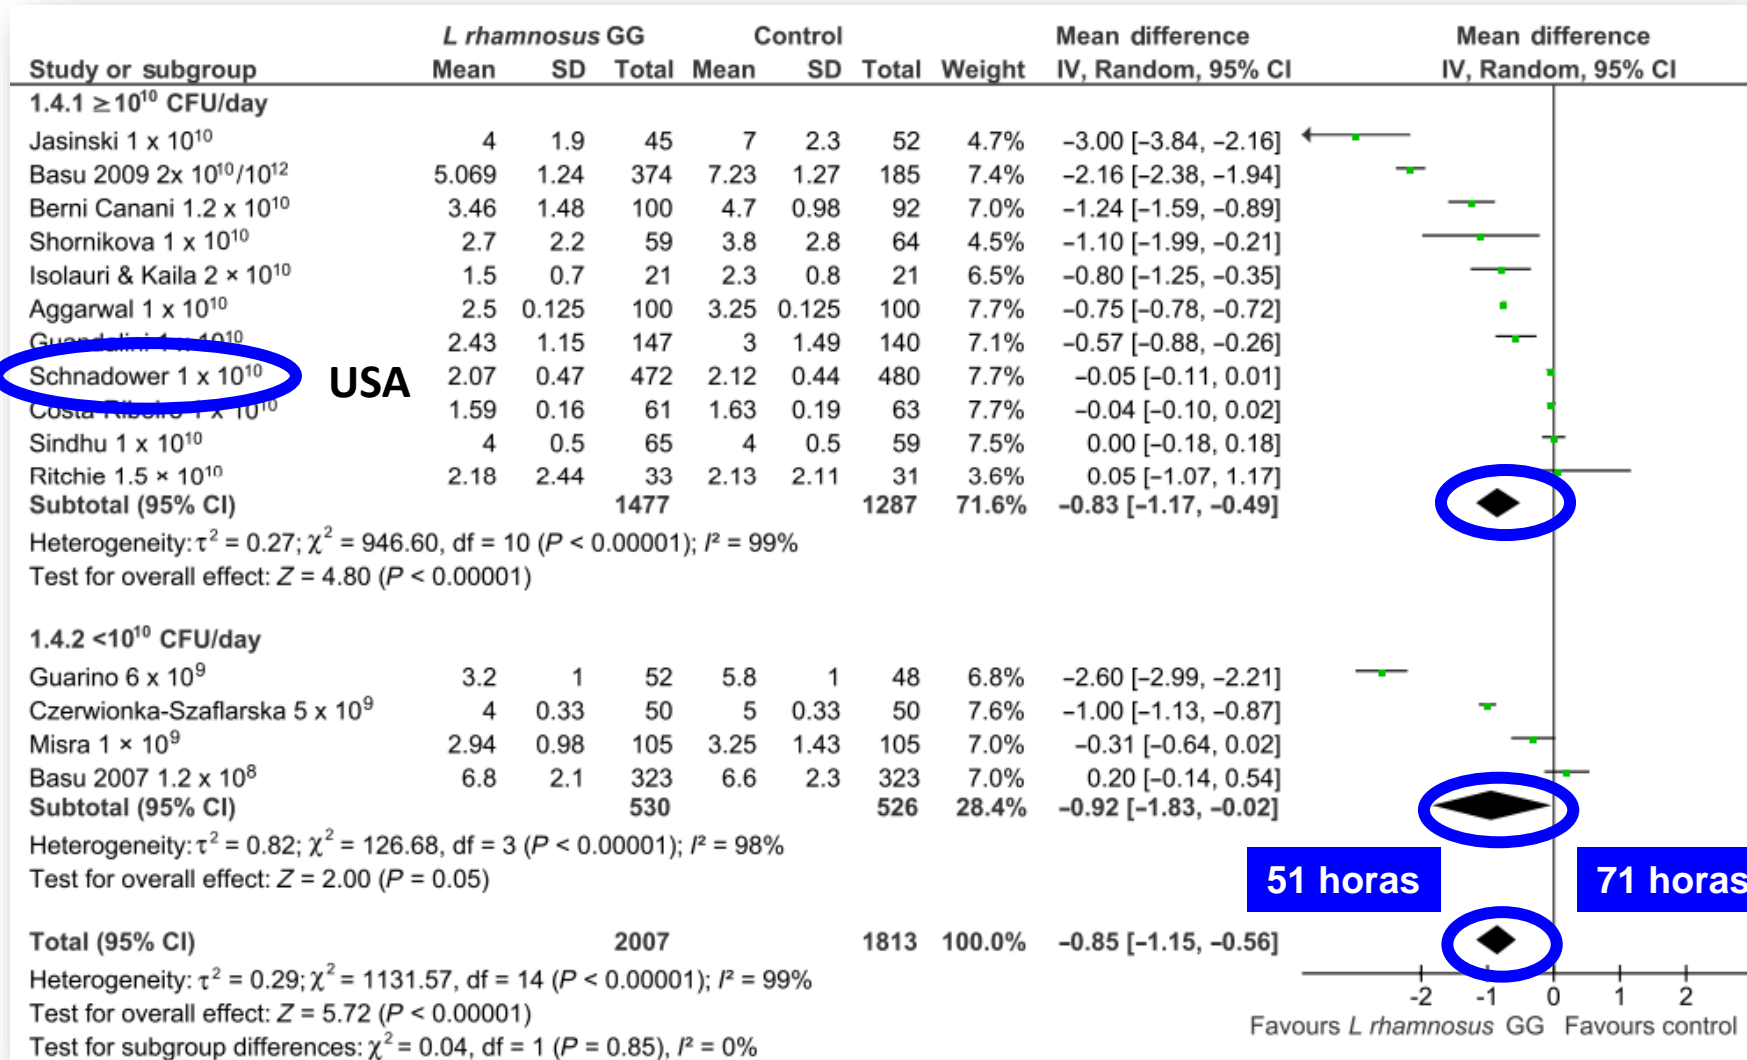 L rhamnosus GG Control Mean difference Mean difference
Study or subgroup Mean SD Total Mean SD Total Weight IV, Random, 95% CI IV, Random, 95% CI
1.4.1 ≥10¹⁰ CFU/day
Jasinski 1 x 10¹⁰ 4 1.9 45 7 2.3 52 4.7% −3.00 [−3.84, −2.16]
Basu 2009 2x 10¹⁰/10¹² 5.069 1.24 374 7.23 1.27 185 7.4% −2.16 [−2.38, −1.94]
Berni Canani 1.2 x 10¹⁰ 3.46 1.48 100 4.7 0.98 92 7.0% −1.24 [−1.59, −0.89]
Shornikova 1 x 10¹⁰ 2.7 2.2 59 3.8 2.8 64 4.5% −1.10 [−1.99, −0.21]
Isolauri & Kaila 2 × 10¹⁰ 1.5 0.7 21 2.3 0.8 21 6.5% −0.80 [−1.25, −0.35]
Aggarwal 1 x 10¹⁰ 2.5 0.125 100 3.25 0.125 100 7.7% −0.75 [−0.78, −0.72]
Guandalini 1 x 10¹⁰ 2.43 1.15 147 3 1.49 140 7.1% −0.57 [−0.88, −0.26]
Schnadower 1 x 10¹⁰ USA 2.07 0.47 472 2.12 0.44 480 7.7% −0.05 [−0.11, 0.01]
Costa-Ribeiro 1 x 10¹⁰ 1.59 0.16 61 1.63 0.19 63 7.7% −0.04 [−0.10, 0.02]
Sindhu 1 x 10¹⁰ 4 0.5 65 4 0.5 59 7.5% 0.00 [−0.18, 0.18]
Ritchie 1.5 × 10¹⁰ 2.18 2.44 33 2.13 2.11 31 3.6% 0.05 [−1.07, 1.17]
Subtotal (95% CI) 1477 1287 71.6% −0.83 [−1.17, −0.49]
Heterogeneity: τ² = 0.27; χ² = 946.60, df = 10 (P < 0.00001); I² = 99%
Test for overall effect: Z = 4.80 (P < 0.00001)
1.4.2 <10¹⁰ CFU/day
Guarino 6 x 10⁹ 3.2 1 52 5.8 1 48 6.8% −2.60 [−2.99, −2.21]
Czerwionka-Szaflarska 5 x 10⁹ 4 0.33 50 5 0.33 50 7.6% −1.00 [−1.13, −0.87]
Misra 1 × 10⁹ 2.94 0.98 105 3.25 1.43 105 7.0% −0.31 [−0.64, 0.02]
Basu 2007 1.2 x 10⁸ 6.8 2.1 323 6.6 2.3 323 7.0% 0.20 [−0.14, 0.54]
Subtotal (95% CI) 530 526 28.4% −0.92 [−1.83, −0.02]
Heterogeneity: τ² = 0.82; χ² = 126.68, df = 3 (P < 0.00001); I² = 98%
Test for overall effect: Z = 2.00 (P = 0.05)
51 horas 71 horas
Total (95% CI) 2007 1813 100.0% −0.85 [−1.15, −0.56]
Heterogeneity: τ² = 0.29; χ² = 1131.57, df = 14 (P < 0.00001); I² = 99%
-2 -1 0 1 2
Test for overall effect: Z = 5.72 (P < 0.00001)
Favours L rhamnosus GG Favours control
Test for subgroup differences: χ² = 0.04, df = 1 (P = 0.85), I² = 0%